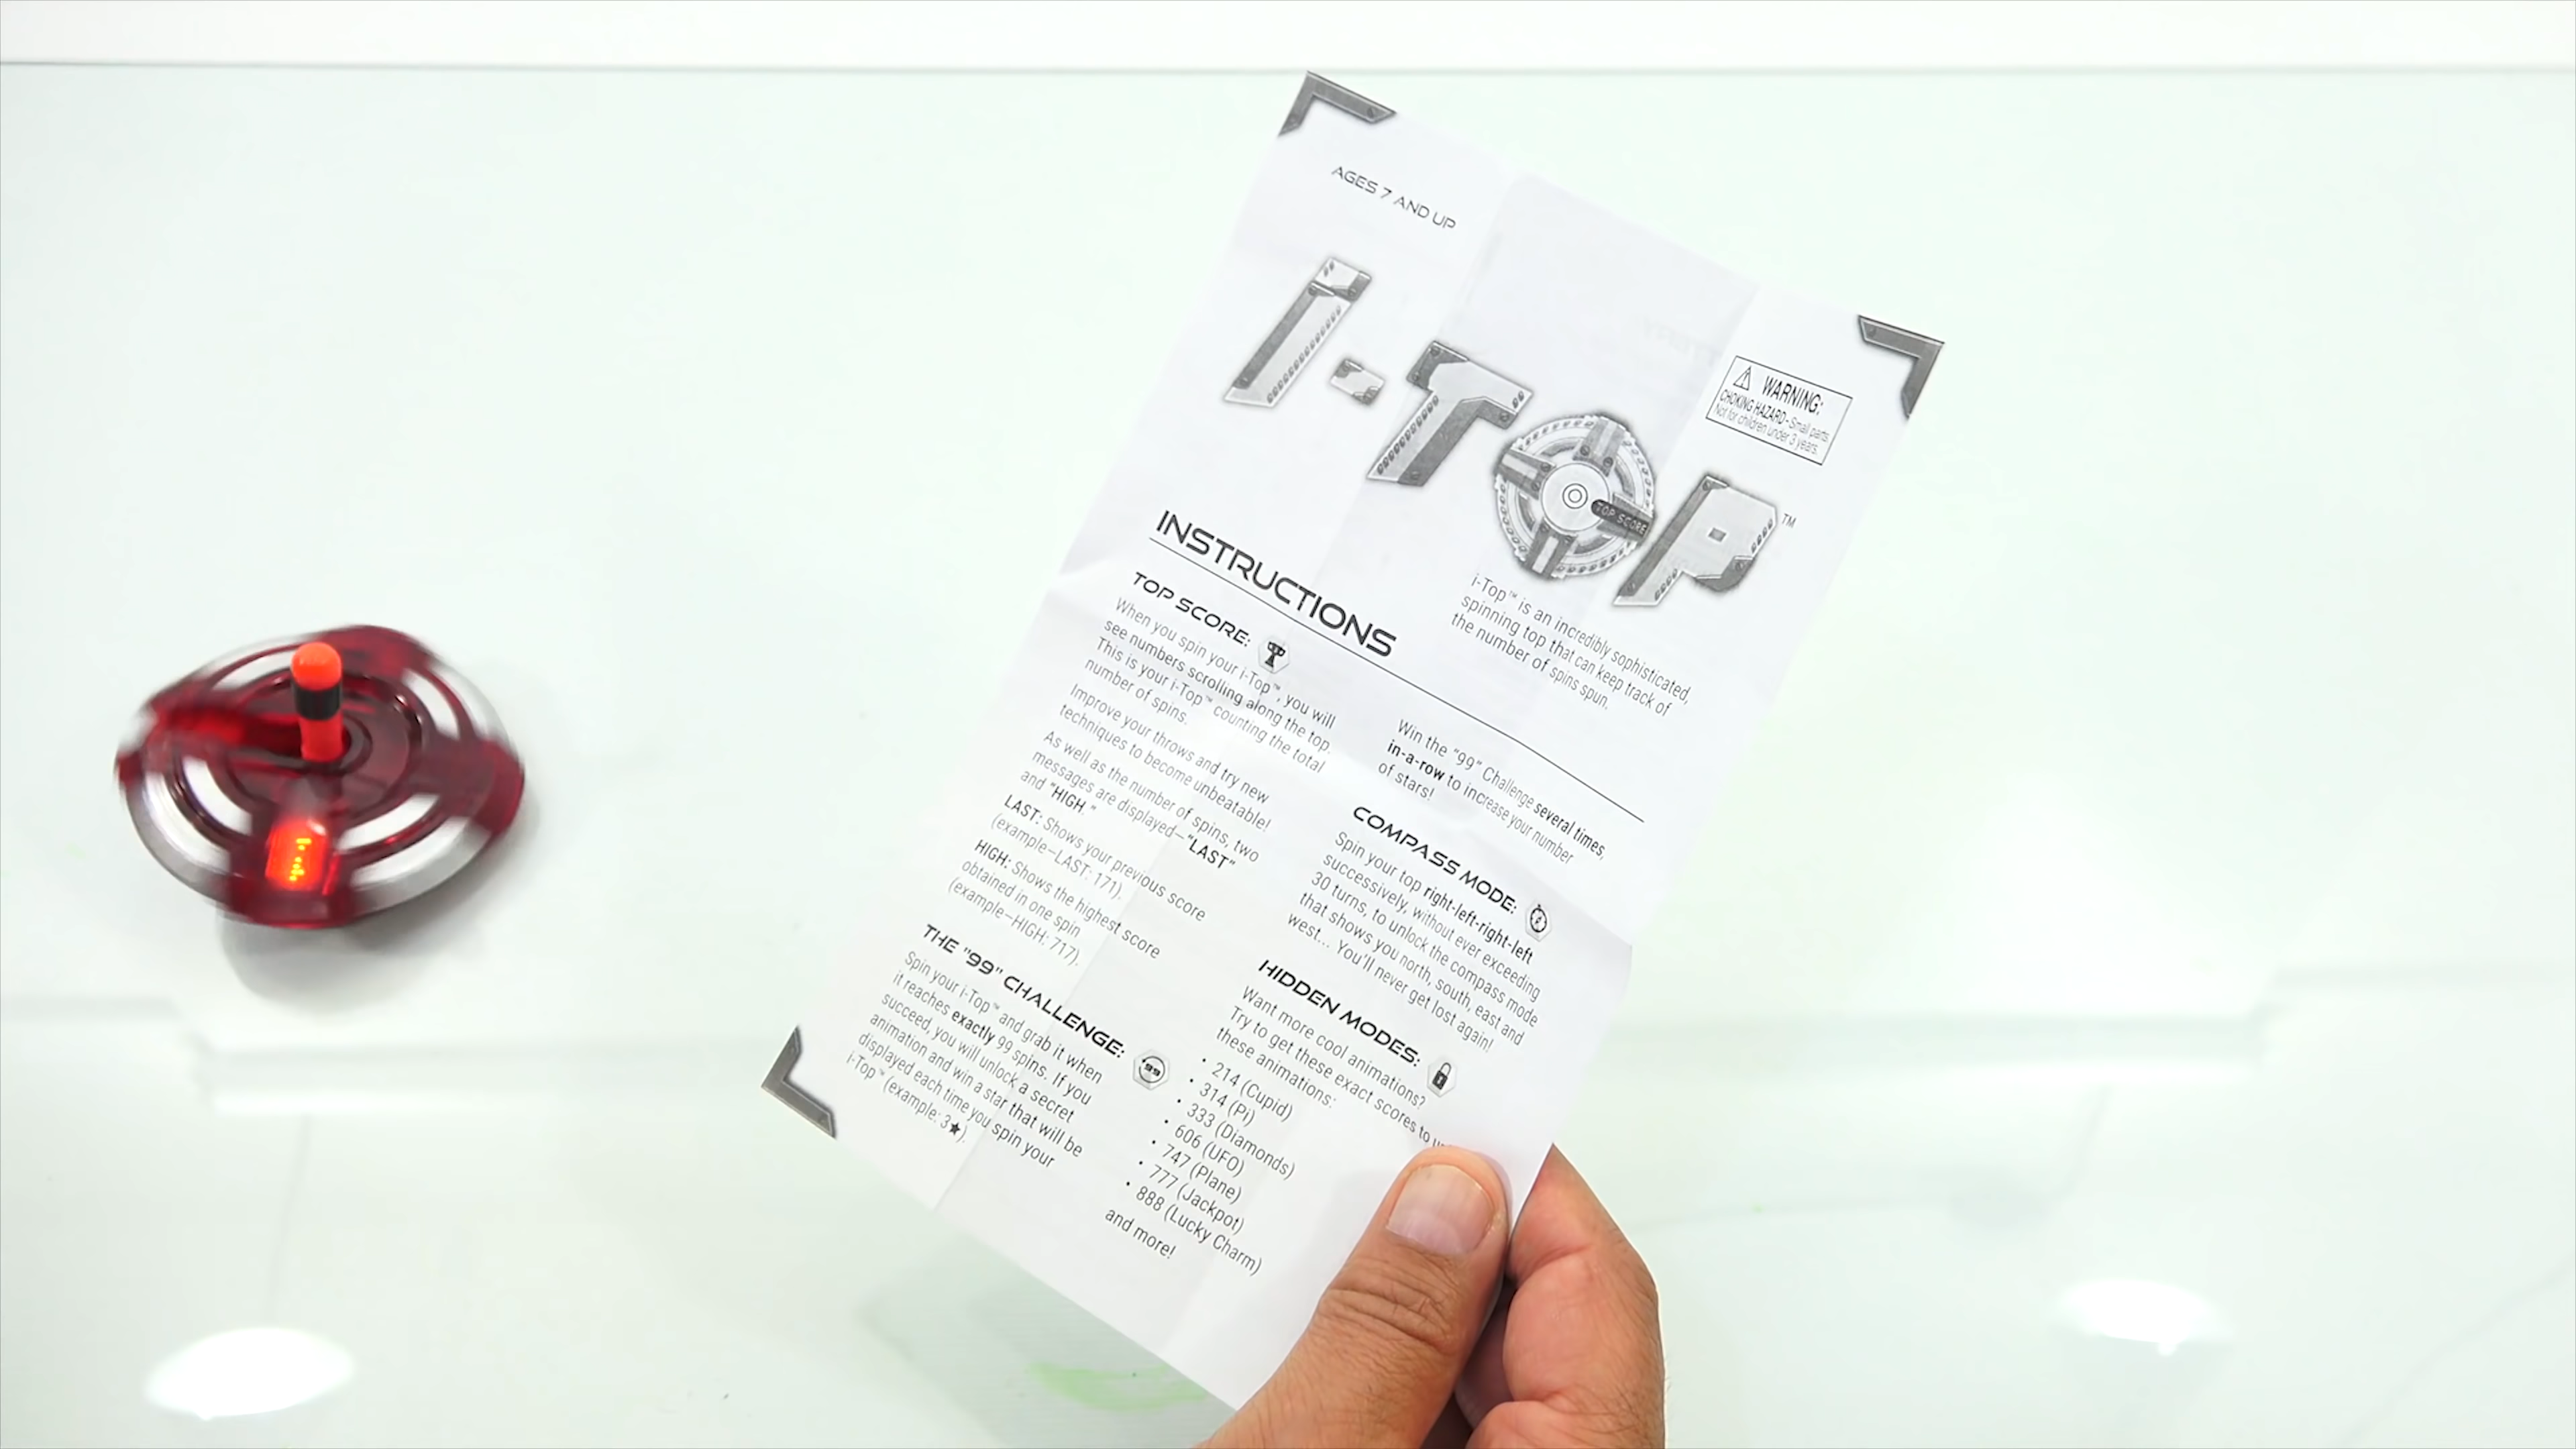 AGES 7 AND UP
i-TOP™
TOP SCORE
WARNING:
CHOKING HAZARD - Small parts
Not for children under 3 years.
i-Top™ is an incredibly sophisticated,
spinning top that can keep track of
the number of spins spun.
INSTRUCTIONS
TOP SCORE:
When you spin your i-Top™, you will
see numbers scrolling along the top.
This is your i-Top™ counting the total
number of spins.
Improve your throws and try new
techniques to become unbeatable!
As well as the number of spins, two
messages are displayed—"LAST"
and "HIGH."
LAST: Shows your previous score
(example—LAST: 171).
HIGH: Shows the highest score
obtained in one spin
(example—HIGH: 717).
THE "99" CHALLENGE:
99
Spin your i-Top™ and grab it when
it reaches exactly 99 spins. If you
succeed, you will unlock a secret
animation and win a star that will be
displayed each time you spin your
i-Top™ (example: 3★).
Win the "99" Challenge several times,
in-a-row to increase your number
of stars!
COMPASS MODE:
Spin your top right-left-right-left
successively, without ever exceeding
30 turns, to unlock the compass mode
that shows you north, south, east and
west... You'll never get lost again!
HIDDEN MODES:
Want more cool animations?
Try to get these exact scores to
these animations:
• 214 (Cupid)
• 314 (Pi)
• 333 (Diamonds)
• 606 (UFO)
• 747 (Plane)
• 777 (Jackpot)
• 888 (Lucky Charm)
and more!